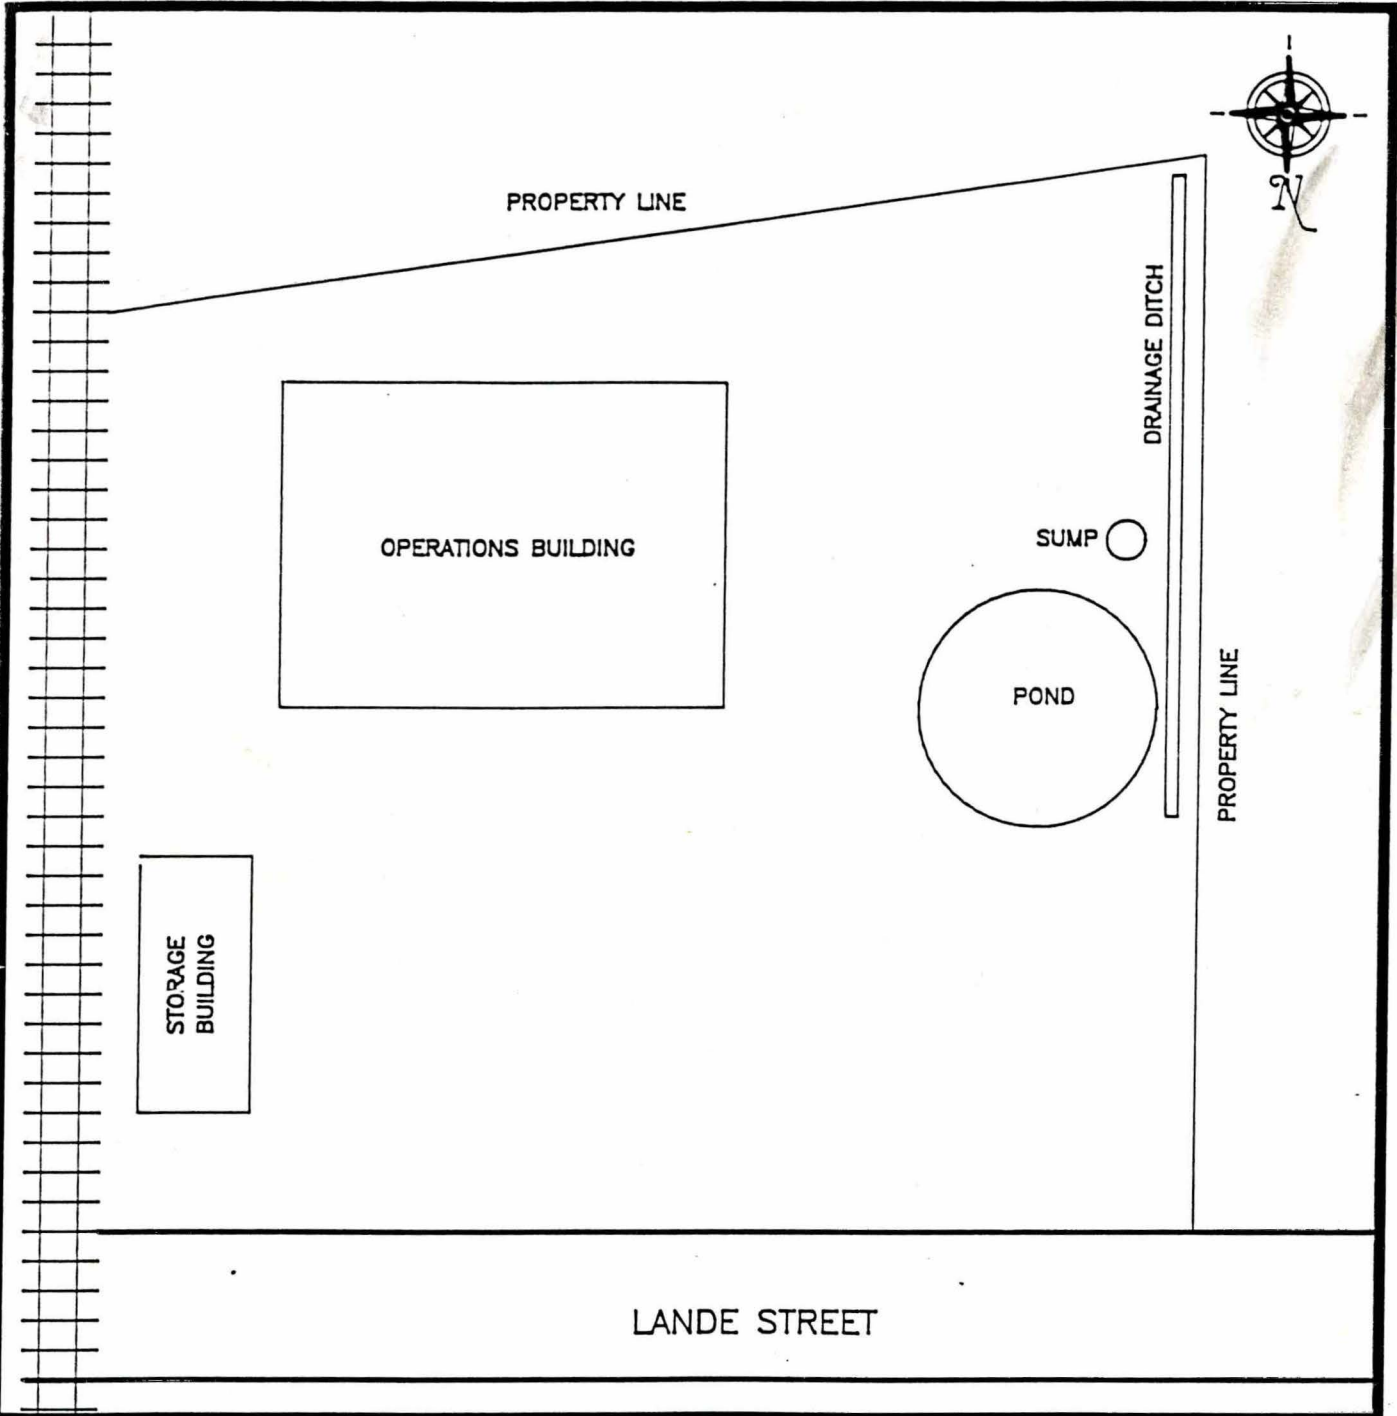 N
PROPERTY LINE
DRAINAGE DITCH
OPERATIONS BUILDING
SUMP
POND
PROPERTY LINE
STORAGE
BUILDING
LANDE STREET